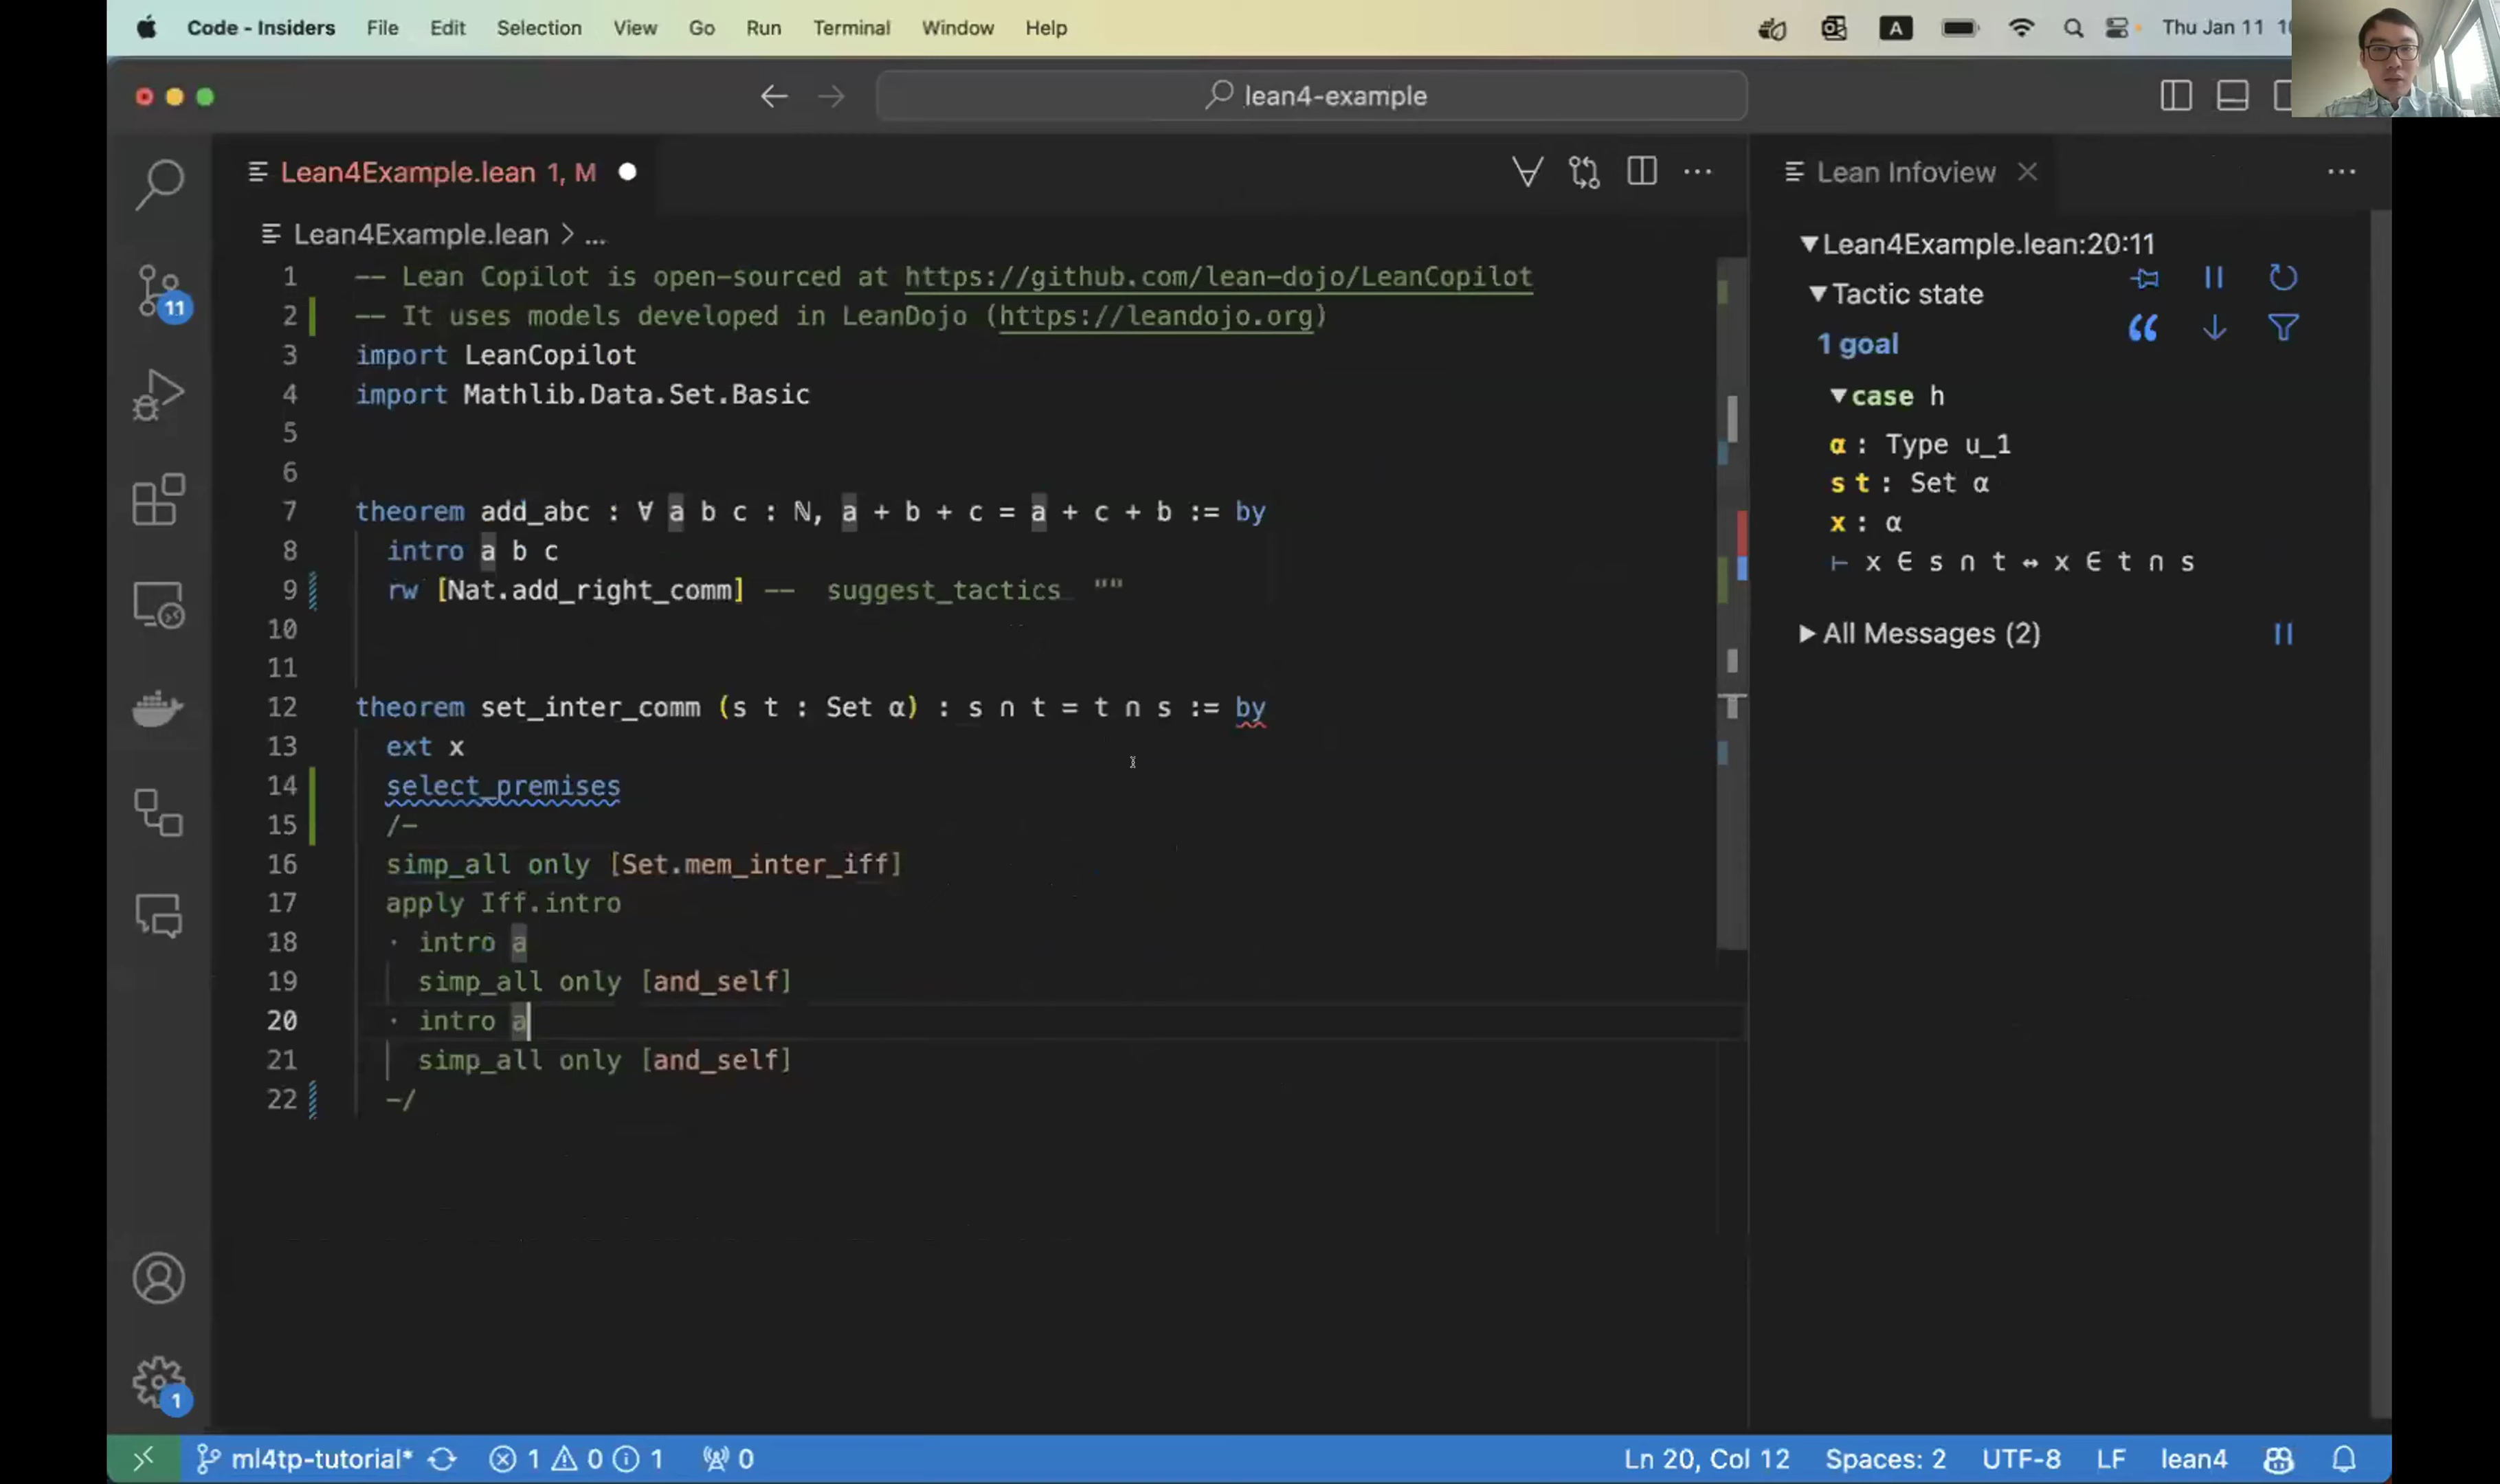 Code - Insiders File Edit Selection View Go Run Terminal Window Help A Thu Jan 11
lean4-example
Lean4Example.lean 1, M
Lean Infoview
Lean4Example.lean > ...
Lean4Example.lean:20:11
Tactic state
1 goal
case h
α : Type u_1
s t : Set α
x : α
⊢ x ∈ s ∩ t ↔ x ∈ t ∩ s
All Messages (2)
1 -- Lean Copilot is open-sourced at https://github.com/lean-dojo/LeanCopilot
2 -- It uses models developed in LeanDojo (https://leandojo.org)
3 import LeanCopilot
4 import Mathlib.Data.Set.Basic
5
6
7 theorem add_abc : ∀ a b c : ℕ, a + b + c = a + c + b := by
8 intro a b c
9 rw [Nat.add_right_comm] -- suggest_tactics ""
10
11
12 theorem set_inter_comm (s t : Set α) : s ∩ t = t ∩ s := by
13 ext x
14 select_premises
15 /-
16 simp_all only [Set.mem_inter_iff]
17 apply Iff.intro
18 · intro a
19 simp_all only [and_self]
20 · intro a
21 simp_all only [and_self]
22 -/
11
1
ml4tp-tutorial* 1 0 1 0 Ln 20, Col 12 Spaces: 2 UTF-8 LF lean4